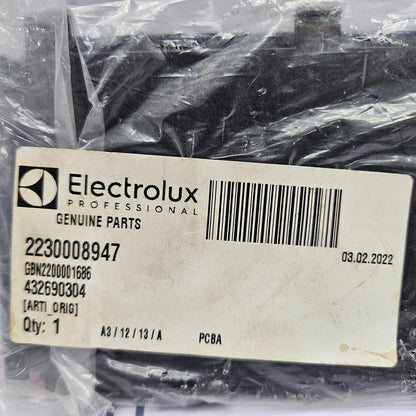 Electrolux
PROFESSIONAL
GENUINE PARTS
03.02.2022
2230008947
GBN2200001686
432690304
[ARTI_ORIG]
Qty: 1
A3/12/13/A PCBA